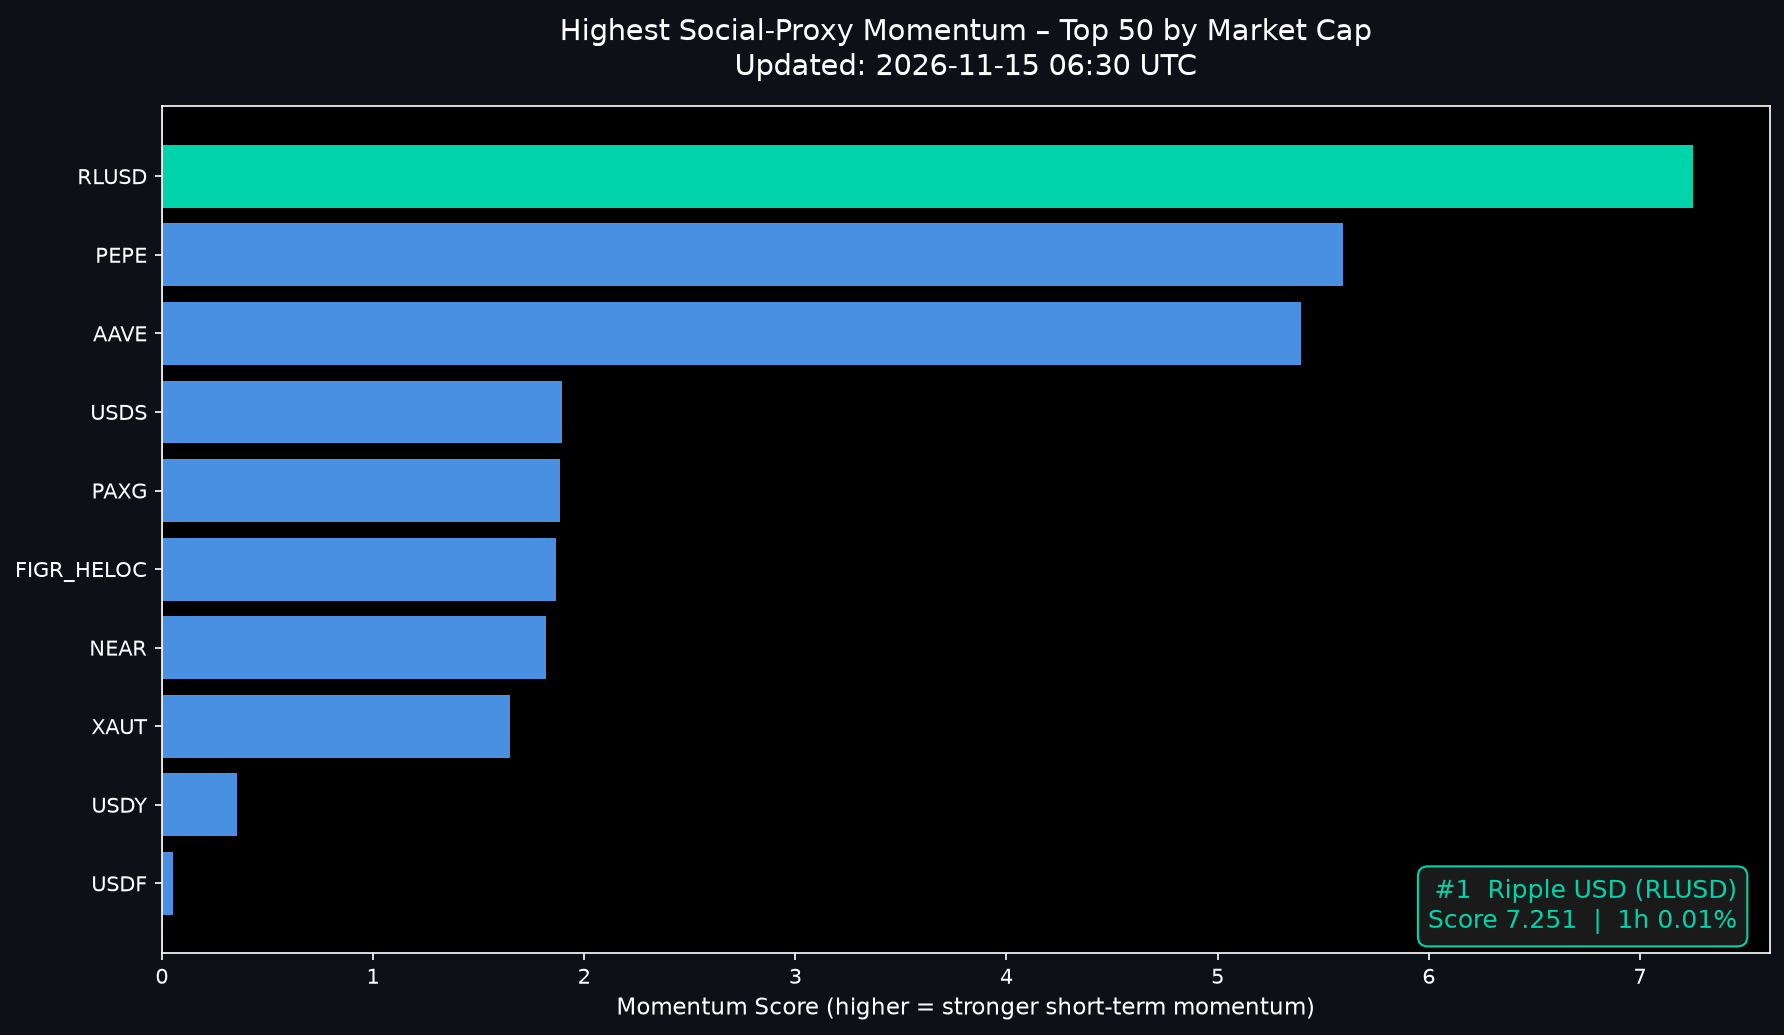 Highest Social-Proxy Momentum – Top 50 by Market Cap
Updated: 2026-11-15 06:30 UTC
RLUSD
PEPE
AAVE
USDS
PAXG
FIGR_HELOC
NEAR
XAUT
USDY
USDF
#1  Ripple USD (RLUSD)
Score 7.251  |  1h 0.01%
0 1 2 3 4 5 6 7
Momentum Score (higher = stronger short-term momentum)